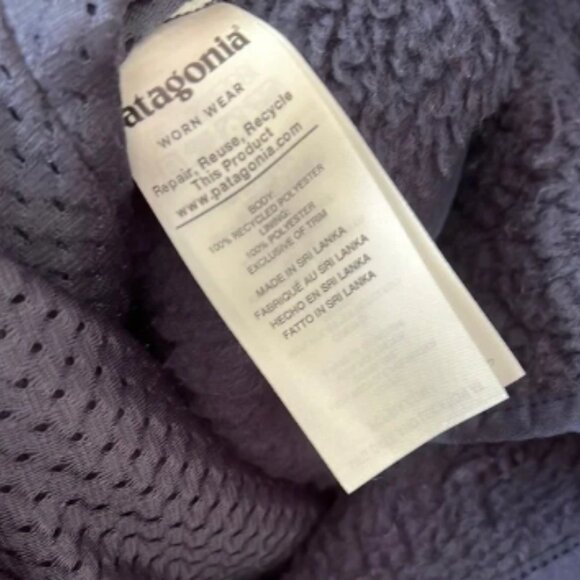 patagonia
WORN WEAR
Repair, Reuse, Recycle
This Product
www.patagonia.com
BODY:
100% RECYCLED POLYESTER
LINING:
100% POLYESTER
EXCLUSIVE OF TRIM
MADE IN SRI LANKA
FABRIQUÉ AU SRI LANKA
HECHO EN SRI LANKA
FATTO IN SRI LANKA